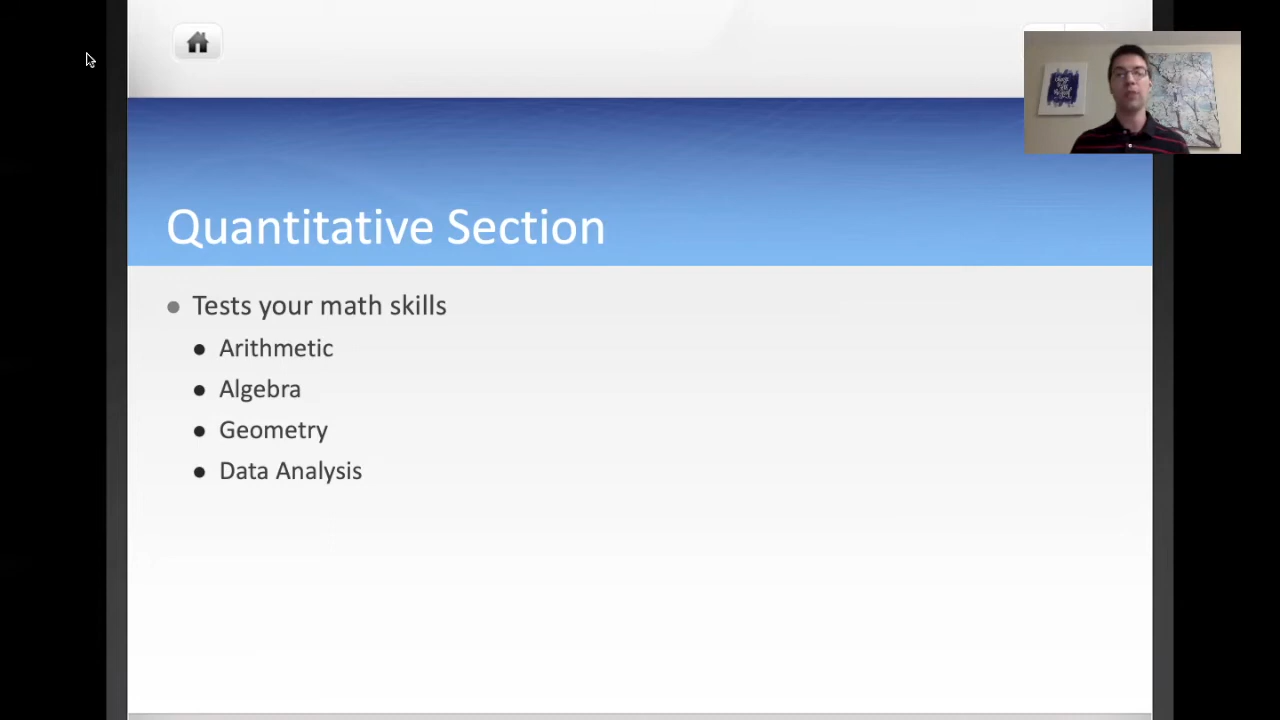 Quantitative Section
Tests your math skills
Arithmetic
Algebra
Geometry
Data Analysis